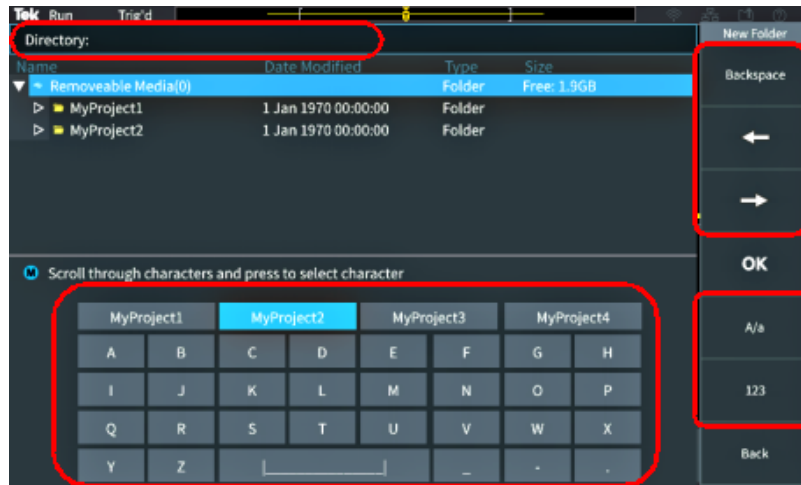 Tek Run Trig'd
Directory:
New Folder
Name Date Modified Type Size
Removeable Media(0) Folder Free: 1.9GB
MyProject1 1 Jan 1970 00:00:00 Folder
MyProject2 1 Jan 1970 00:00:00 Folder
Backspace
OK
A/a
123
Back
M Scroll through characters and press to select character
MyProject1 MyProject2 MyProject3 MyProject4
A B C D E F G H
I J K L M N O P
Q R S T U V W X
Y Z |_| _ - .